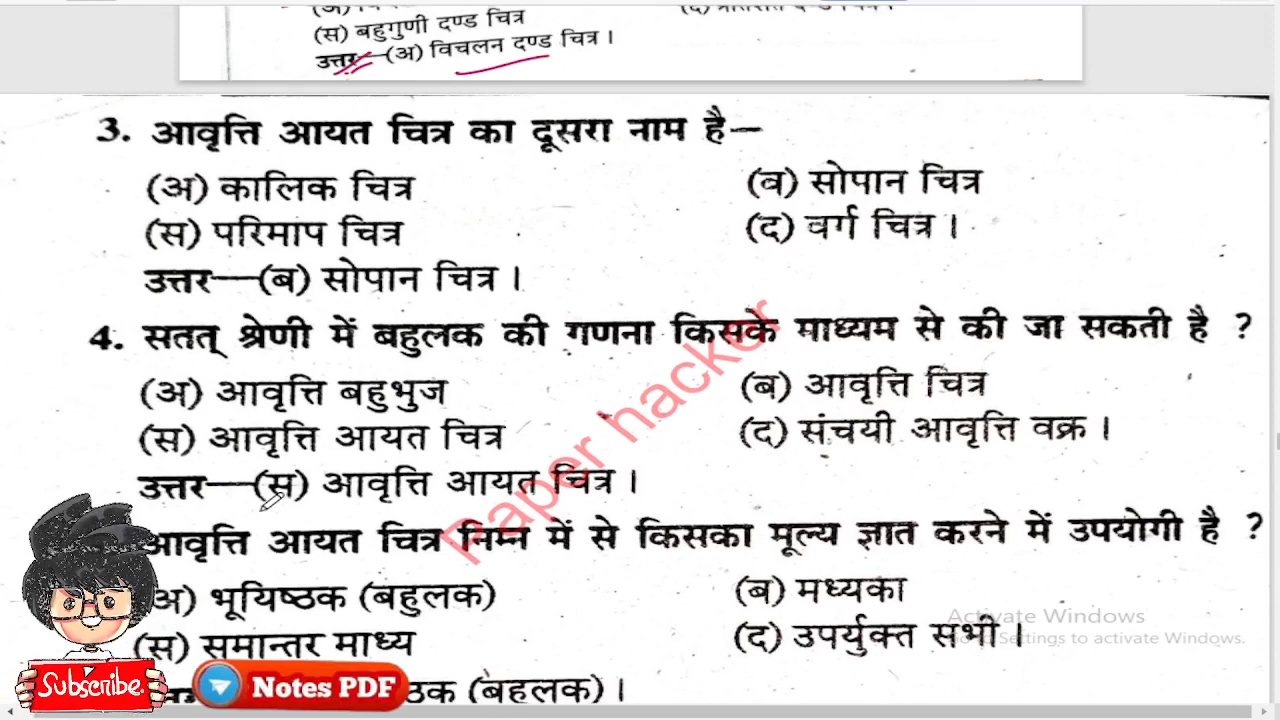 (स) बहुगुणी दण्ड चित्र
उत्तर—(अ) विचलन दण्ड चित्र।
3. आवृत्ति आयत चित्र का दूसरा नाम है—
(अ) कालिक चित्र (व) सोपान चित्र
(स) परिमाप चित्र (द) वर्ग चित्र।
उत्तर—(ब) सोपान चित्र।
4. सतत् श्रेणी में बहुलक की गणना किसके माध्यम से की जा सकती है ?
(अ) आवृत्ति बहुभुज (ब) आवृत्ति चित्र
(स) आवृत्ति आयत चित्र (द) संचयी आवृत्ति वक्र।
उत्तर—(स) आवृत्ति आयत चित्र।
Paper hacker
आवृत्ति आयत चित्र निम्न में से किसका मूल्य ज्ञात करने में उपयोगी है ?
अ) भूयिष्ठक (बहुलक) (ब) मध्यका
(स) समान्तर माध्य (द) उपर्युक्त सभी।
Activate Windows
Settings to activate Windows.
(बहुलक)।
Subscribe.
Notes PDF